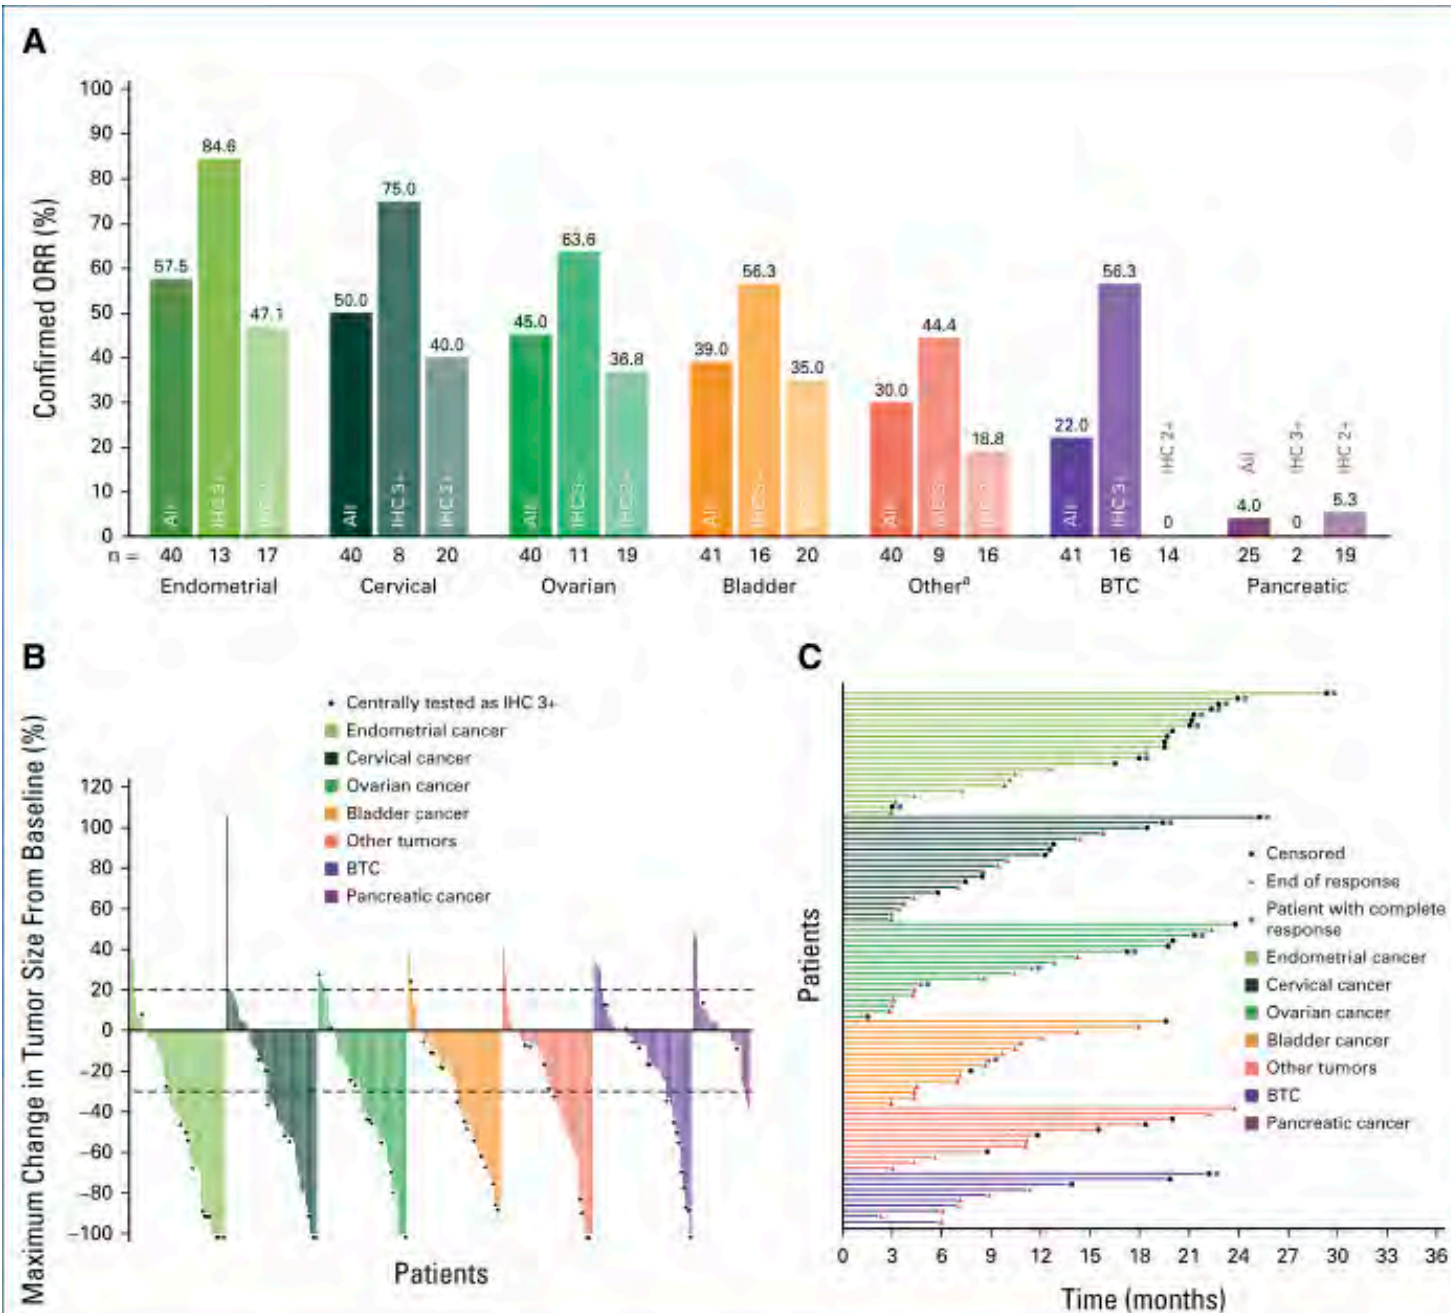 A
Confirmed ORR (%)
100
90
80
70
60
50
40
30
20
10
0
57.5
84.6
47.1
50.0
75.0
40.0
45.0
63.6
36.8
39.0
56.3
35.0
30.0
44.4
18.8
22.0
56.3
0
4.0
0
5.3
All
IHC 3+
All
IHC 3+
IHC 2+
All
IHC 3+
IHC 2+
All
All
All
IHC 3+
IHC 2+
All
IHC 3+
IHC 2+
n = 40 13 17 40 8 20 40 11 19 41 16 20 40 9 16 41 16 14 25 2 19
Endometrial Cervical Ovarian Bladder Otherª BTC Pancreatic
B
Maximum Change in Tumor Size From Baseline (%)
120
100
80
60
40
20
0
−20
−40
−60
−80
−100
Centrally tested as IHC 3+
Endometrial cancer
Cervical cancer
Ovarian cancer
Bladder cancer
Other tumors
BTC
Pancreatic cancer
Patients
C
Patients
Censored
End of response
Patient with complete
response
Endometrial cancer
Cervical cancer
Ovarian cancer
Bladder cancer
Other tumors
BTC
Pancreatic cancer
0 3 6 9 12 15 18 21 24 27 30 33 36
Time (months)